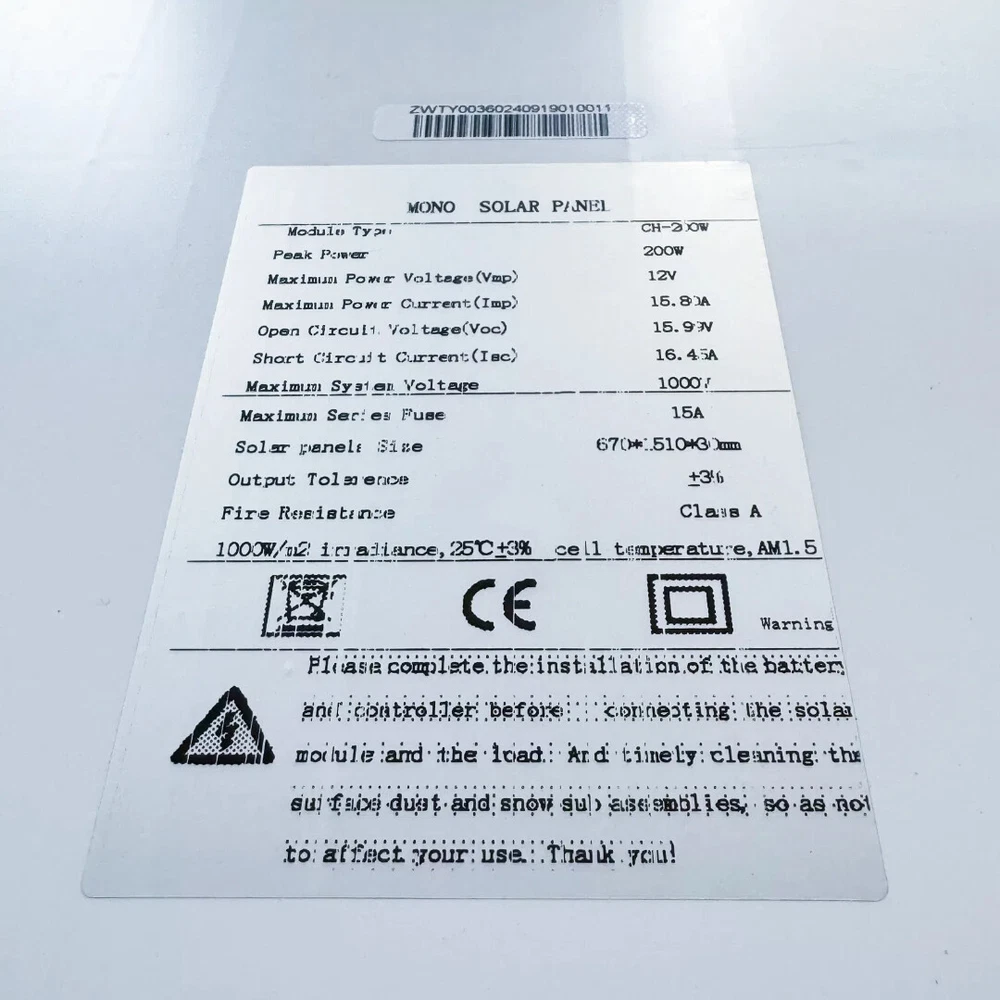 ZWTY00360240919010011
MONO SOLAR PANEL
Module Type CH-200W
Peak Power 200W
Maximum Power Voltage(Vmp) 12V
Maximum Power Current(Imp) 15.80A
Open Circuit Voltage(Voc) 15.99V
Short Circuit Current(Isc) 16.45A
Maximum System Voltage 1000V
Maximum Series Fuse 15A
Solar panels Size 670*1510*30mm
Output Tolerence ±3%
Fire Resistance Class A
1000W/m2 irradiance, 25℃±3% cell temperature, AM1.5
CE
Warning
Please complete the installation of the battery
and controller before connecting the solar
module and the load. And timely cleaning the
surface dust and snow sub assemblies, so as not
to affect your use. Thank you!